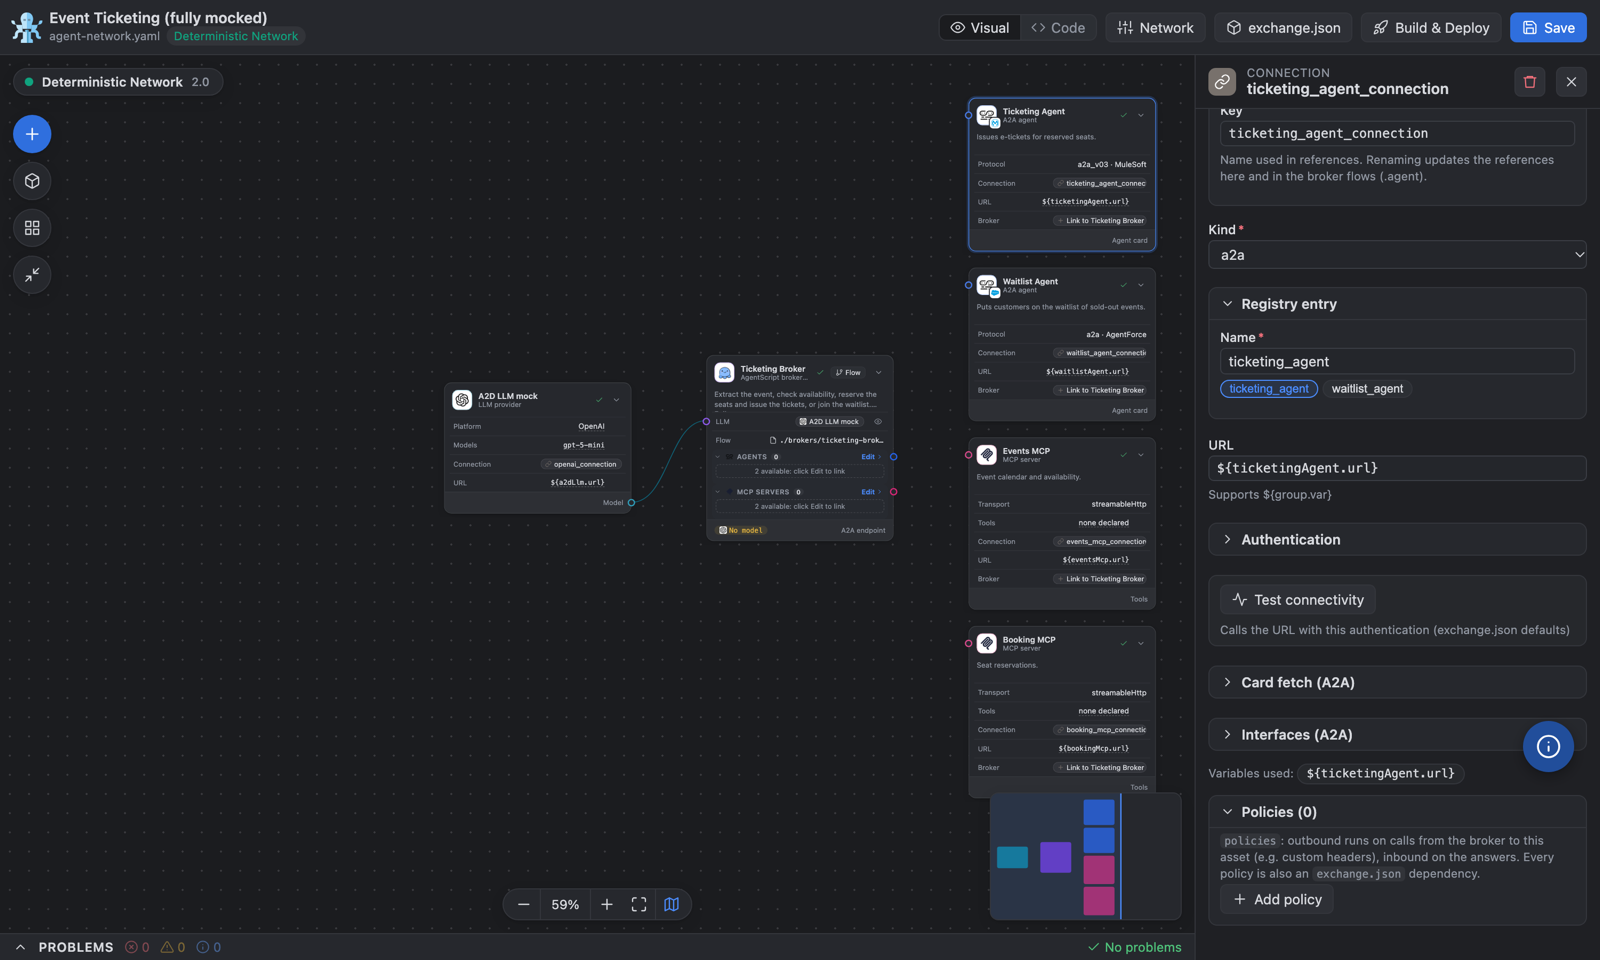 Event Ticketing (fully mocked)
agent-network.yaml Deterministic Network
Visual
Code
Network
exchange.json
Build & Deploy
Save
Deterministic Network 2.0
A2D LLM mock
LLM provider
Platform OpenAI
Models gpt-5-mini
Connection openai_connection
URL ${a2dLlm.url}
Model
Ticketing Broker
AgentScript broker...
Flow
Extract the event, check availability, reserve the
seats and issue the tickets, or join the waitlist....
LLM A2D LLM mock
Flow ./brokers/ticketing-brok...
AGENTS 0 Edit
2 available: click Edit to link
MCP SERVERS 0 Edit
2 available: click Edit to link
No model A2A endpoint
Ticketing Agent
A2A agent
Issues e-tickets for reserved seats.
Protocol a2a_v03 · MuleSoft
Connection ticketing_agent_connec
URL ${ticketingAgent.url}
Broker + Link to Ticketing Broker
Agent card
Waitlist Agent
A2A agent
Puts customers on the waitlist of sold-out events.
Protocol a2a · AgentForce
Connection waitlist_agent_connecti
URL ${waitlistAgent.url}
Broker + Link to Ticketing Broker
Agent card
Events MCP
MCP server
Event calendar and availability.
Transport streamableHttp
Tools none declared
Connection events_mcp_connection
URL ${eventsMcp.url}
Broker + Link to Ticketing Broker
Tools
Booking MCP
MCP server
Seat reservations.
Transport streamableHttp
Tools none declared
Connection booking_mcp_connectic
URL ${bookingMcp.url}
Broker + Link to Ticketing Broker
Tools
59%
PROBLEMS 0 0 0
No problems
CONNECTION
ticketing_agent_connection
Key
ticketing_agent_connection
Name used in references. Renaming updates the references
here and in the broker flows (.agent).
Kind *
a2a
Registry entry
Name *
ticketing_agent
ticketing_agent waitlist_agent
URL
${ticketingAgent.url}
Supports ${group.var}
Authentication
Test connectivity
Calls the URL with this authentication (exchange.json defaults)
Card fetch (A2A)
Interfaces (A2A)
Variables used: ${ticketingAgent.url}
Policies (0)
policies: outbound runs on calls from the broker to this
asset (e.g. custom headers), inbound on the answers. Every
policy is also an exchange.json dependency.
+ Add policy